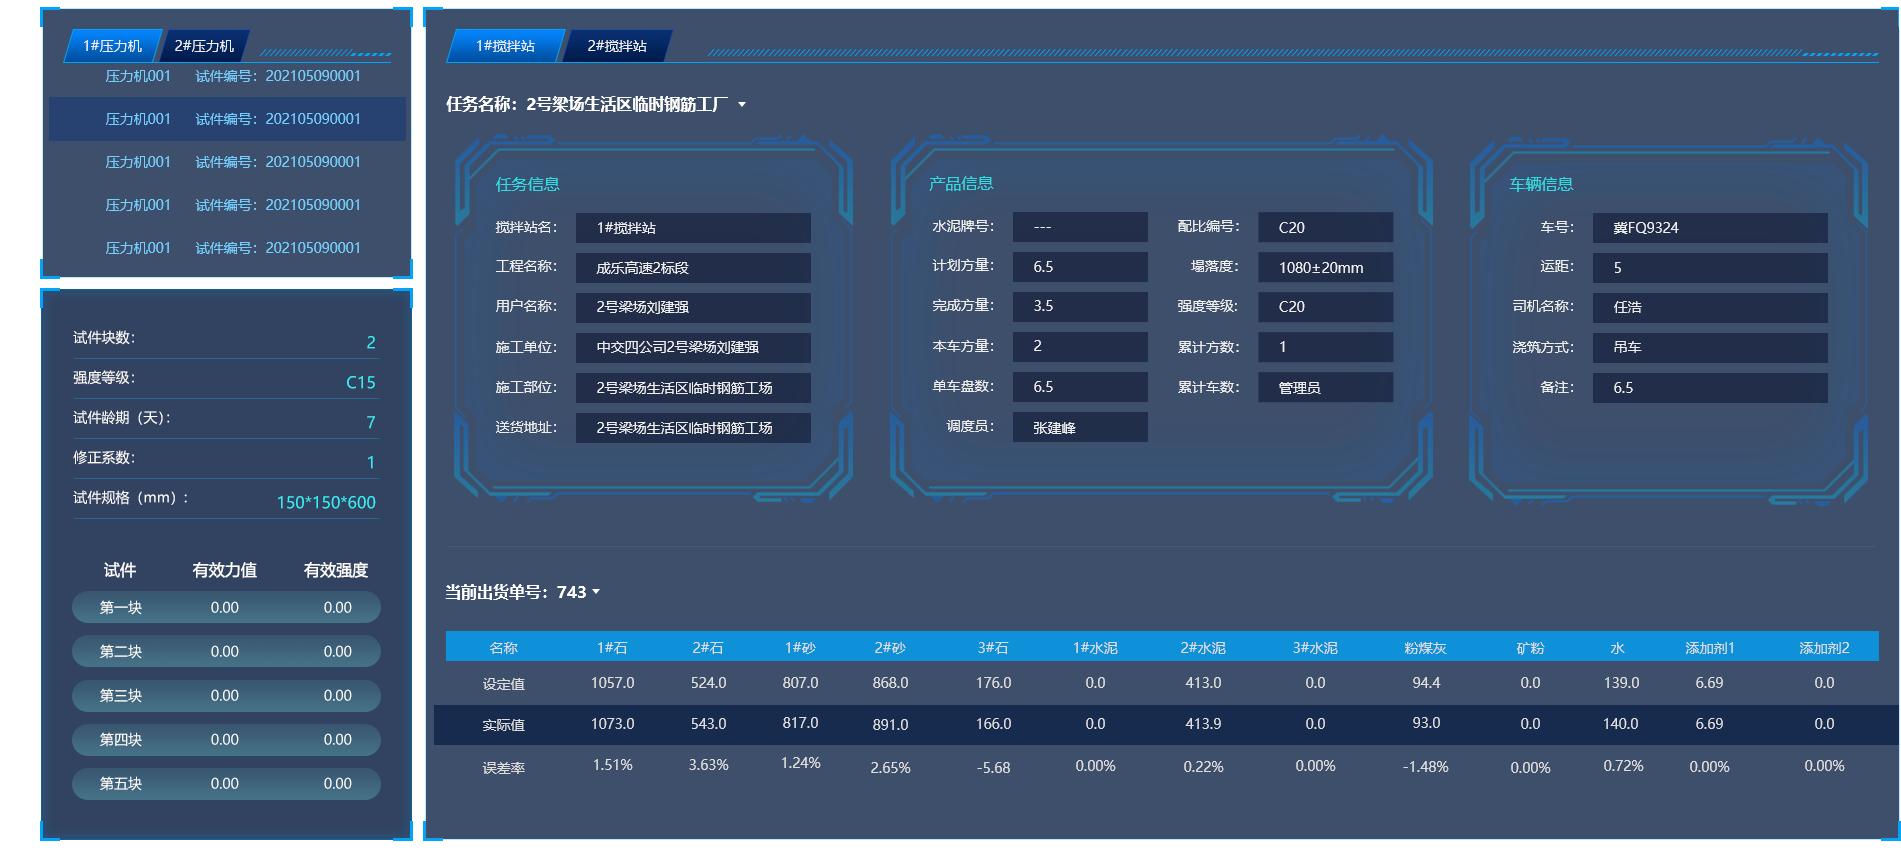 1#压力机 2#压力机
压力机001 试件编号：202105090001
压力机001 试件编号：202105090001
压力机001 试件编号：202105090001
压力机001 试件编号：202105090001
压力机001 试件编号：202105090001
试件块数： 2
强度等级： C15
试件龄期（天）： 7
修正系数： 1
试件规格（mm）： 150*150*600
试件 有效力值 有效强度
第一块 0.00 0.00
第二块 0.00 0.00
第三块 0.00 0.00
第四块 0.00 0.00
第五块 0.00 0.00
1#搅拌站 2#搅拌站
任务名称：2号梁场生活区临时钢筋工厂
任务信息
搅拌站名： 1#搅拌站
工程名称： 成乐高速2标段
用户名称： 2号梁场刘建强
施工单位： 中交四公司2号梁场刘建强
施工部位： 2号梁场生活区临时钢筋工场
送货地址： 2号梁场生活区临时钢筋工场
产品信息
水泥牌号： --- 配比编号： C20
计划方量： 6.5 塌落度： 1080±20mm
完成方量： 3.5 强度等级： C20
本车方量： 2 累计方数： 1
单车盘数： 6.5 累计车数： 管理员
调度员： 张建峰
车辆信息
车号： 冀FQ9324
运距： 5
司机名称： 任浩
浇筑方式： 吊车
备注： 6.5
当前出货单号：743
名称 1#石 2#石 1#砂 2#砂 3#石 1#水泥 2#水泥 3#水泥 粉煤灰 矿粉 水 添加剂1 添加剂2
设定值 1057.0 524.0 807.0 868.0 176.0 0.0 413.0 0.0 94.4 0.0 139.0 6.69 0.0
实际值 1073.0 543.0 817.0 891.0 166.0 0.0 413.9 0.0 93.0 0.0 140.0 6.69 0.0
误差率 1.51% 3.63% 1.24% 2.65% -5.68 0.00% 0.22% 0.00% -1.48% 0.00% 0.72% 0.00% 0.00%